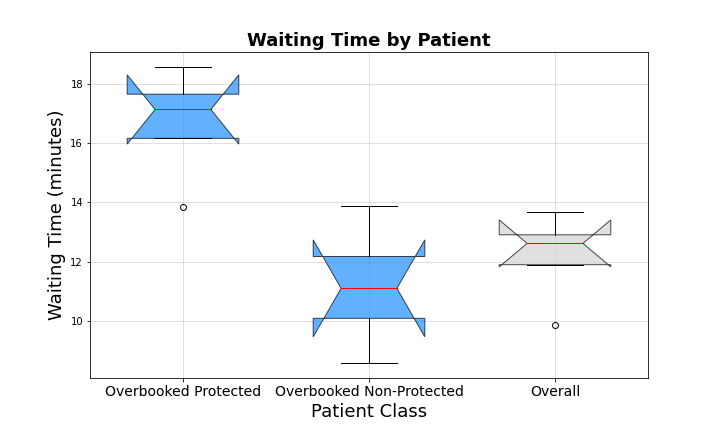 Waiting Time by Patient
Waiting Time (minutes)
18
16
14
12
10
Overbooked Protected Overbooked Non-Protected Overall
Patient Class